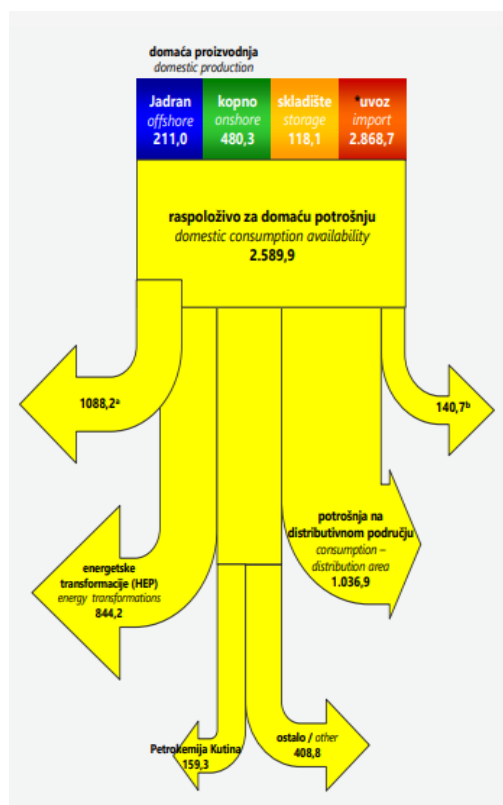 domaća proizvodnja
domestic production
Jadran
offshore
211,0
kopno
onshore
480,3
skladište
storage
118,1
*uvoz
import
2.868,7
raspoloživo za domaću potrošnju
domestic consumption availability
2.589,9
1088,2ᵃ
140,7ᵇ
potrošnja na
distributivnom području
consumption –
distribution area
1.036,9
energetske
transformacije (HEP)
energy transformations
844,2
Petrokemija Kutina
159,3
ostalo / other
408,8